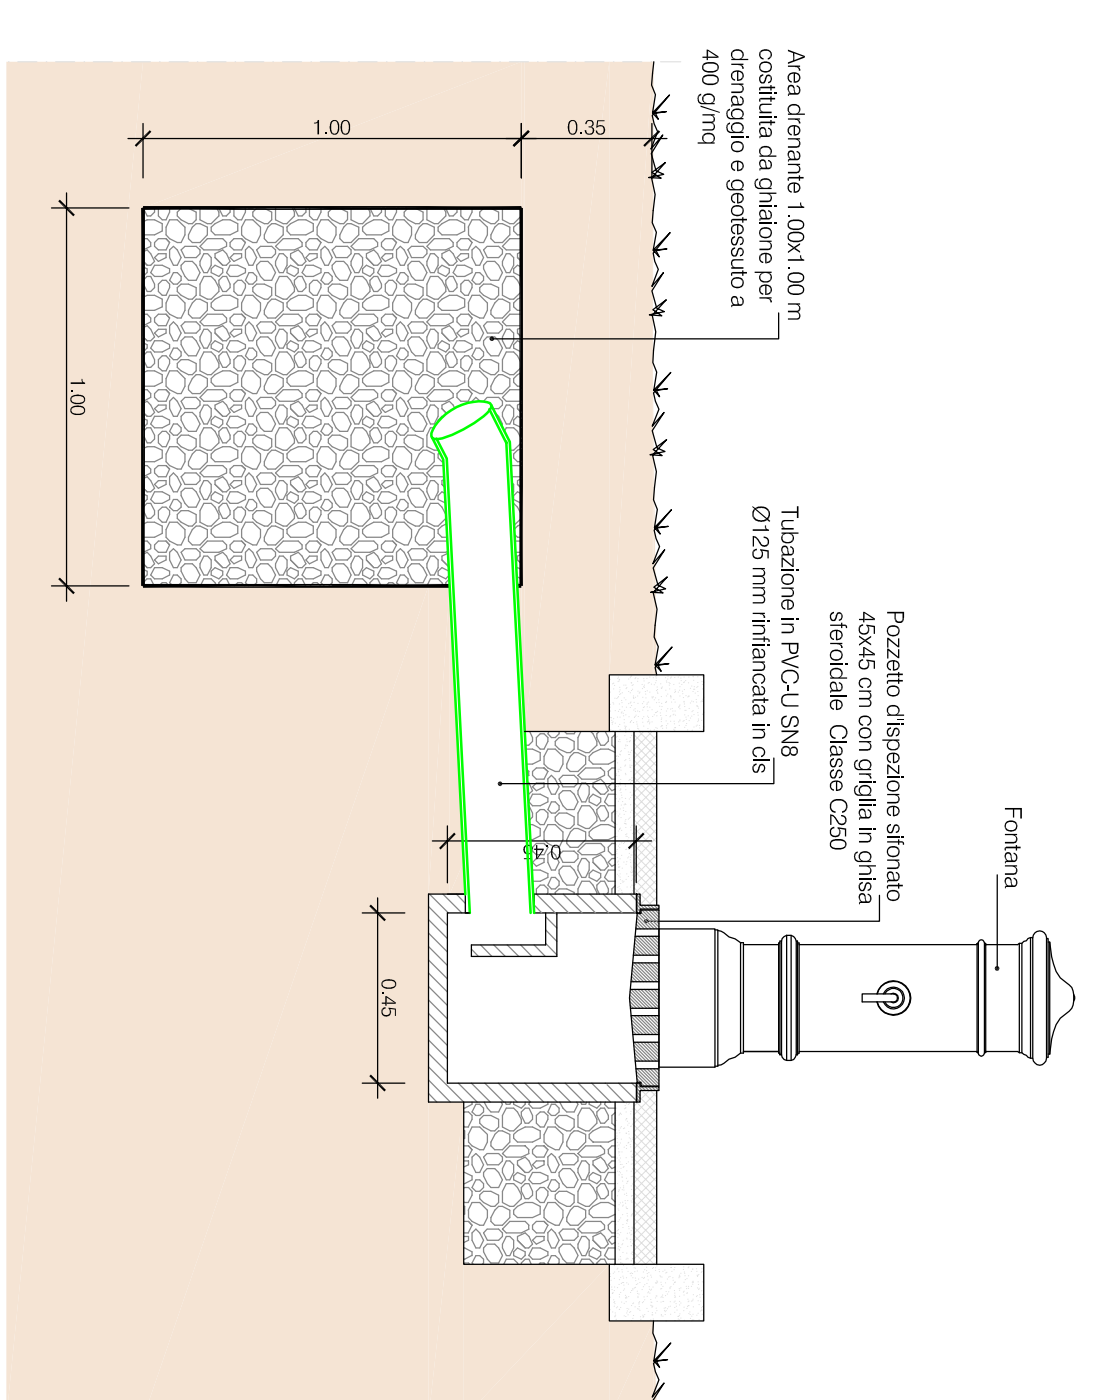 Area drenante 1.00x1.00 m
costituita da ghiaione per
drenaggio e geotessuto a
400 g/mq
Tubazione in PVC-U SN8
Ø125 mm rinfiancata in cls
Pozzetto d'ispezione sifonato
45x45 cm con griglia in ghisa
sferoidale Classe C250
Fontana
1.00
0.35
1.00
0.45
0.45